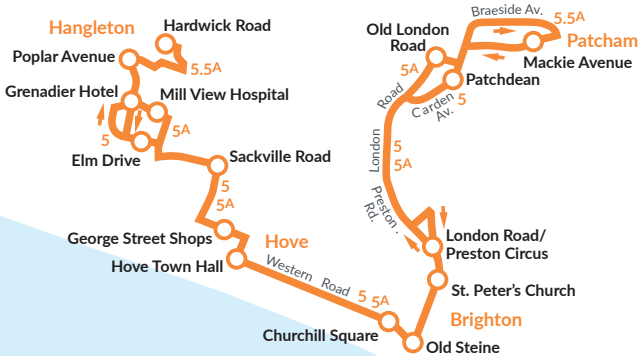 Hangleton
Hardwick Road
Poplar Avenue
5.5A
Grenadier Hotel
Mill View Hospital
5
5A
Elm Drive
Sackville Road
5
5A
George Street Shops
Hove
Hove Town Hall
Western Road
5 5A
Churchill Square
Old Steine
Brighton
St. Peter's Church
London Road/
Preston Circus
Preston Rd.
London Road
5
5A
Old London
Road
5A
Carden
Av.
5
Patchdean
Braeside Av.
5.5A
Patcham
Mackie Avenue